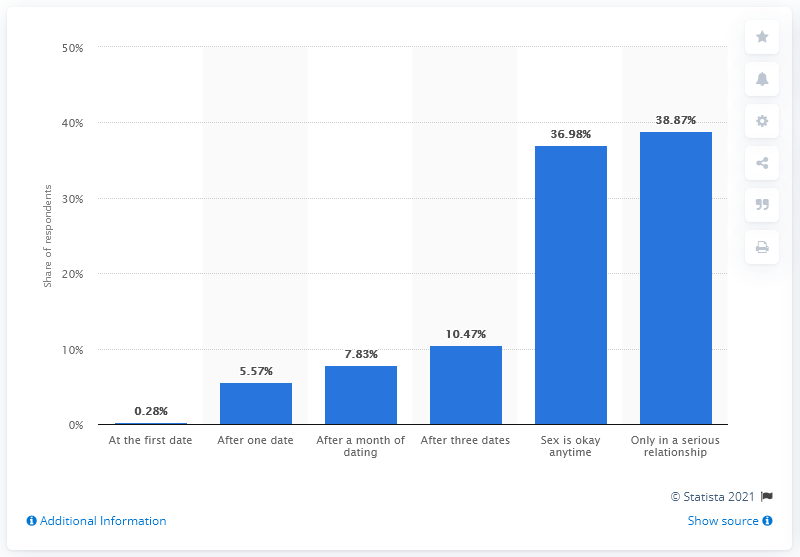 50%
40%
30%
20%
10%
0%
Share of respondents
0.28%
5.57%
7.83%
10.47%
36.98%
38.87%
At the first date
After one date
After a month of
dating
After three dates
Sex is okay
anytime
Only in a serious
relationship
© Statista 2021
Additional Information
Show source